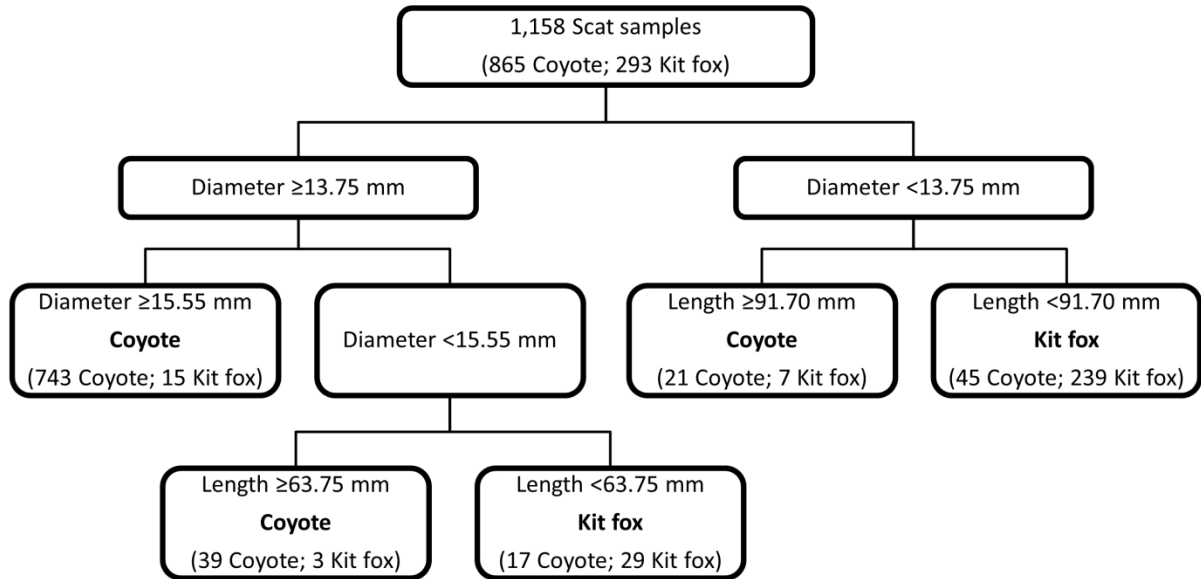 1,158 Scat samples
(865 Coyote; 293 Kit fox)
Diameter ≥13.75 mm
Diameter <13.75 mm
Diameter ≥15.55 mm
Coyote
(743 Coyote; 15 Kit fox)
Diameter <15.55 mm
Length ≥91.70 mm
Coyote
(21 Coyote; 7 Kit fox)
Length <91.70 mm
Kit fox
(45 Coyote; 239 Kit fox)
Length ≥63.75 mm
Coyote
(39 Coyote; 3 Kit fox)
Length <63.75 mm
Kit fox
(17 Coyote; 29 Kit fox)